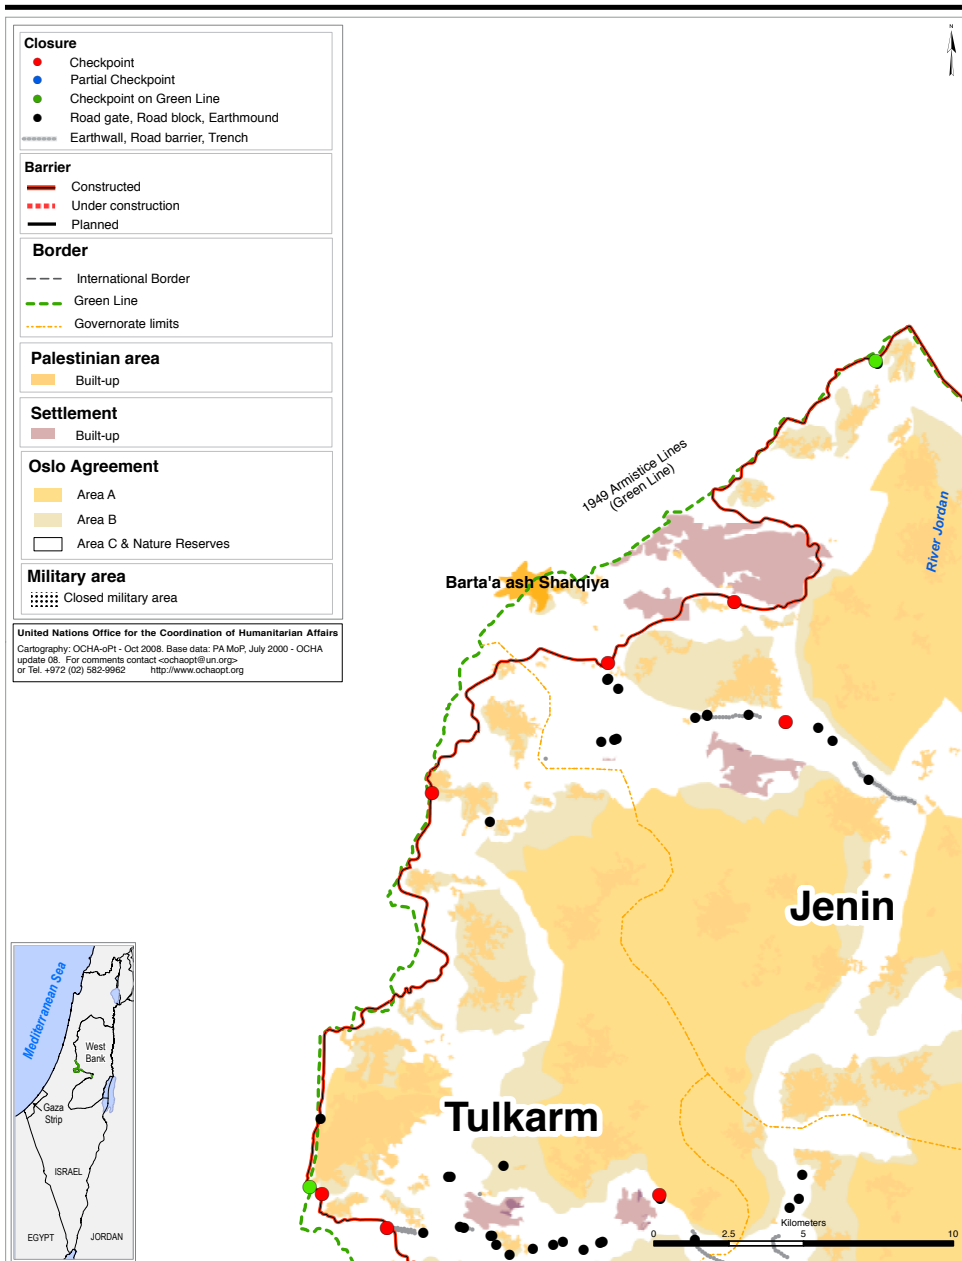 Closure
Checkpoint
Partial Checkpoint
Checkpoint on Green Line
Road gate, Road block, Earthmound
Earthwall, Road barrier, Trench
Barrier
Constructed
Under construction
Planned
Border
International Border
Green Line
Governorate limits
Palestinian area
Built-up
Settlement
Built-up
Oslo Agreement
Area A
Area B
Area C & Nature Reserves
Military area
Closed military area
United Nations Office for the Coordination of Humanitarian Affairs
Cartography: OCHA-oPt - Oct 2008. Base data: PA MoP, July 2000 - OCHA
update 08. For comments contact <ochaopt@un.org>
or Tel. +972 (02) 582-9962 http://www.ochaopt.org
N
1949 Armistice Lines
(Green Line)
River Jordan
Barta'a ash Sharqiya
Jenin
Tulkarm
Mediterranean Sea
West
Bank
Gaza
Strip
ISRAEL
EGYPT
JORDAN
Kilometers
0 2.5 5 10